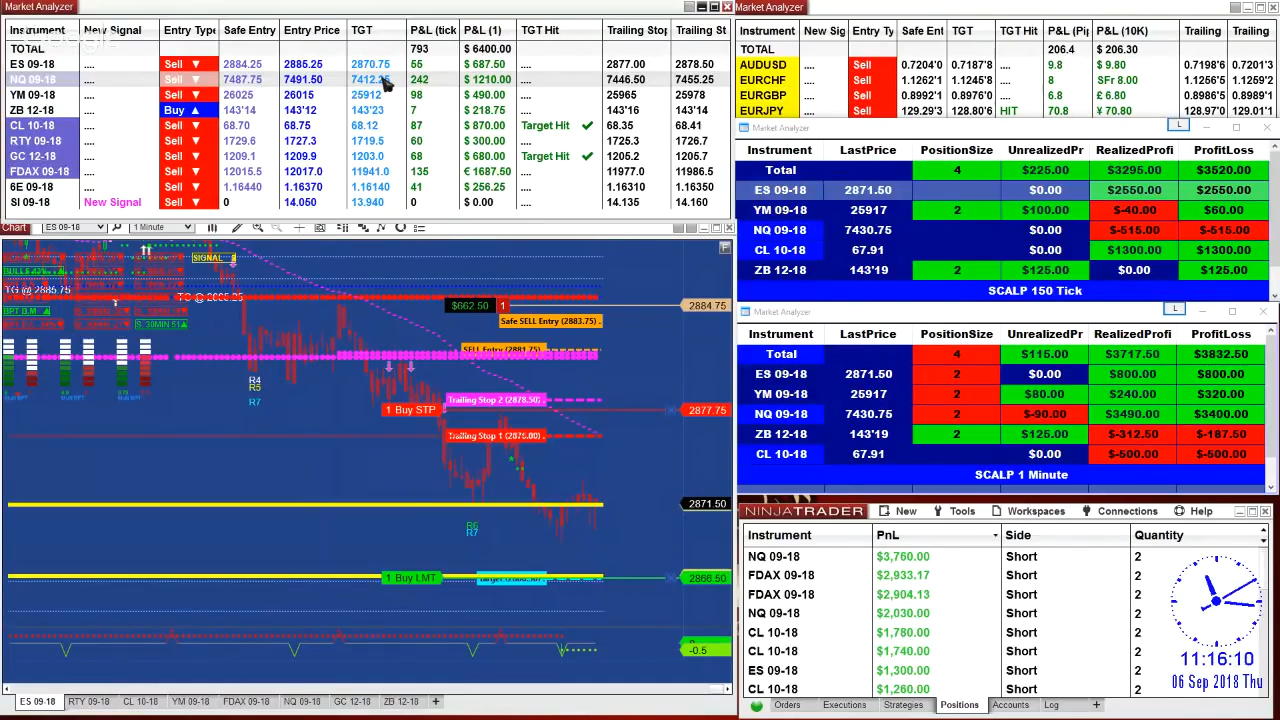 Market Analyzer
Instrument New Signal Entry Type Safe Entry Entry Price TGT P&L (tick P&L (1) TGT Hit Trailing Stop Trailing St
TOTAL 793 $ 6400.00
ES 09-18 .... Sell ▼ 2884.25 2885.25 2870.75 55 $ 687.50 .... 2877.00 2878.50
NQ 09-18 .... Sell ▼ 7487.75 7491.50 7412.25 242 $ 1210.00 .... 7446.50 7455.25
YM 09-18 .... Sell ▼ 26025 26015 25912 98 $ 490.00 .... 25965 25978
ZB 12-18 .... Buy ▲ 143'14 143'12 143'23 7 $ 218.75 .... 143'16 143'14
CL 10-18 .... Sell ▼ 68.70 68.75 68.12 87 $ 870.00 Target Hit ✓ 68.35 68.41
RTY 09-18 .... Sell ▼ 1729.6 1727.3 1719.5 60 $ 300.00 .... 1725.3 1726.7
GC 12-18 .... Sell ▼ 1209.1 1209.9 1203.0 68 $ 680.00 Target Hit ✓ 1205.2 1205.7
FDAX 09-18 .... Sell ▼ 12015.5 12017.0 11941.0 135 € 1687.50 .... 11977.0 11986.5
6E 09-18 .... Sell ▼ 1.16440 1.16370 1.16140 41 $ 256.25 .... 1.16310 1.16350
SI 09-18 New Signal Sell ▼ 0 14.050 13.940 0 $ 0.00 .... 14.135 14.160
Market Analyzer
Instrument New Sig Entry Ty Safe Ent TGT TGT Hit P&L (Pip P&L (10K) Trailing Trailing
TOTAL 206.4 $ 206.30
AUDUSD .... Sell 0.7204'0 0.7187'8 .... 9.8 $ 9.80 0.7198'6 0.7201'3
EURCHF .... Sell 1.1262'1 1.1245'8 .... 9 SFr 8.00 1.1256'5 1.1259'7
EURGBP .... Sell 0.8992'1 0.8976'5 .... 6.8 £ 6.80 0.8986'1 0.8989'1
EURJPY .... Sell 129.29'3 128.80'6 HIT 70.8 ¥ 70.80 128.97'0 129.01'1
Market Analyzer L
Instrument LastPrice PositionSize UnrealizedPr RealizedProfi ProfitLoss
Total 4 $225.00 $3295.00 $3520.00
ES 09-18 2871.50 $0.00 $2550.00 $2550.00
YM 09-18 25917 2 $100.00 $-40.00 $60.00
NQ 09-18 7430.75 $0.00 $-515.00 $-515.00
CL 10-18 67.91 $0.00 $1300.00 $1300.00
ZB 12-18 143'19 2 $125.00 $0.00 $125.00
SCALP 150 Tick
Market Analyzer L
Instrument LastPrice PositionSize UnrealizedPr RealizedProfi ProfitLoss
Total 4 $115.00 $3717.50 $3832.50
ES 09-18 2871.50 $0.00 $800.00 $800.00
YM 09-18 25917 2 $80.00 $240.00 $320.00
NQ 09-18 7430.75 2 $-90.00 $3490.00 $3400.00
ZB 12-18 143'19 2 $125.00 $-312.50 $-187.50
CL 10-18 67.91 $0.00 $-500.00 $-500.00
SCALP 1 Minute
NINJATRADER New Tools Workspaces Connections Help
Instrument PnL Side Quantity
NQ 09-18 $3,760.00 Short 2
FDAX 09-18 $2,933.17 Short 2
FDAX 09-18 $2,904.13 Short 2
NQ 09-18 $2,030.00 Short 2
CL 10-18 $1,780.00 Short 2
CL 10-18 $1,740.00 Short 2
ES 09-18 $1,300.00 Short 2
CL 10-18 $1,260.00 Short 2
11:16:10
06 Sep 2018 Thu
Orders Executions Strategies Positions Accounts Log +
Chart ES 09-18 1 Minute
F
SIGNAL
TG @ 2885.75
$662.50 1
2884.75
Safe SELL Entry (2883.75)
SELL Entry (2881.75)
R4
R5
R7
Trailing Stop 2 (2878.50)
1 Buy STP
2877.75
2871.50
R6
R7
1 Buy LMT
2866.50
-0.5
ES 09-18 RTY 09-18 CL 10-18 YM 09-18 FDAX 09-18 NQ 09-18 GC 12-18 ZB 12-18 +